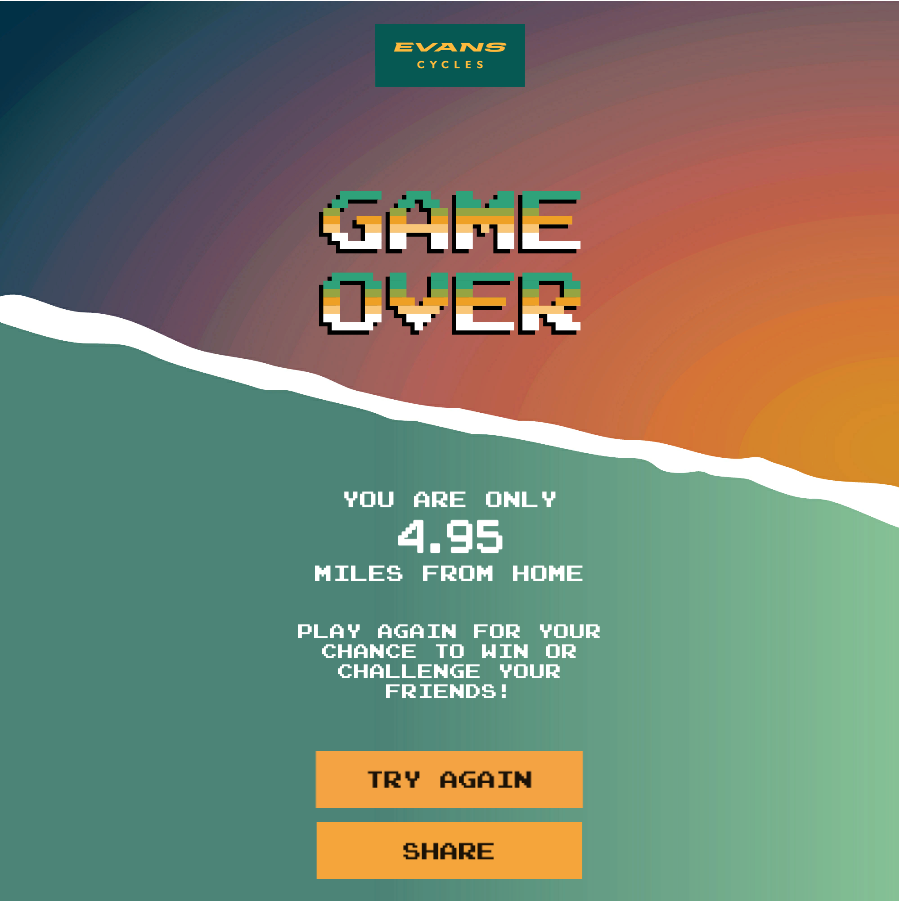 EVANS
CYCLES
GAME
OVER
YOU ARE ONLY
4.95
MILES FROM HOME
PLAY AGAIN FOR YOUR
CHANCE TO WIN OR
CHALLENGE YOUR
FRIENDS!
TRY AGAIN
SHARE